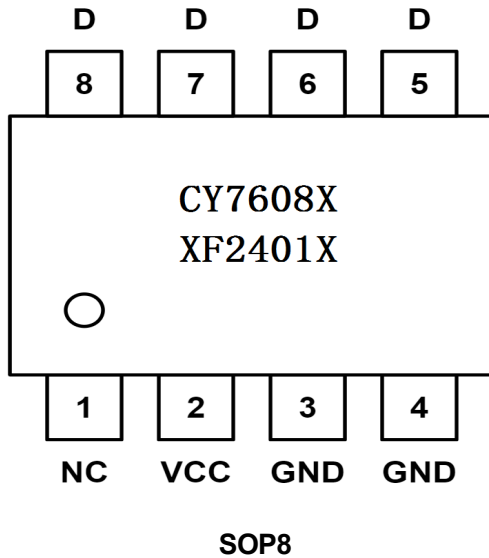 D D D D
8 7 6 5
CY7608X
XF2401X
1 2 3 4
NC VCC GND GND
SOP8